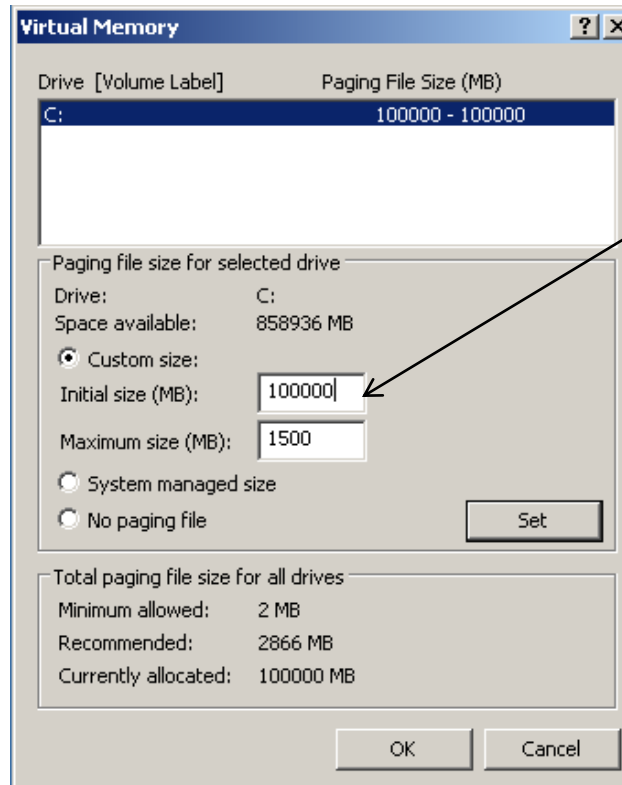 Virtual Memory
Drive [Volume Label] Paging File Size (MB)
C: 100000 - 100000
Paging file size for selected drive
Drive: C:
Space available: 858936 MB
Custom size:
Initial size (MB): 100000
Maximum size (MB): 1500
System managed size
No paging file
Set
Total paging file size for all drives
Minimum allowed: 2 MB
Recommended: 2866 MB
Currently allocated: 100000 MB
OK Cancel